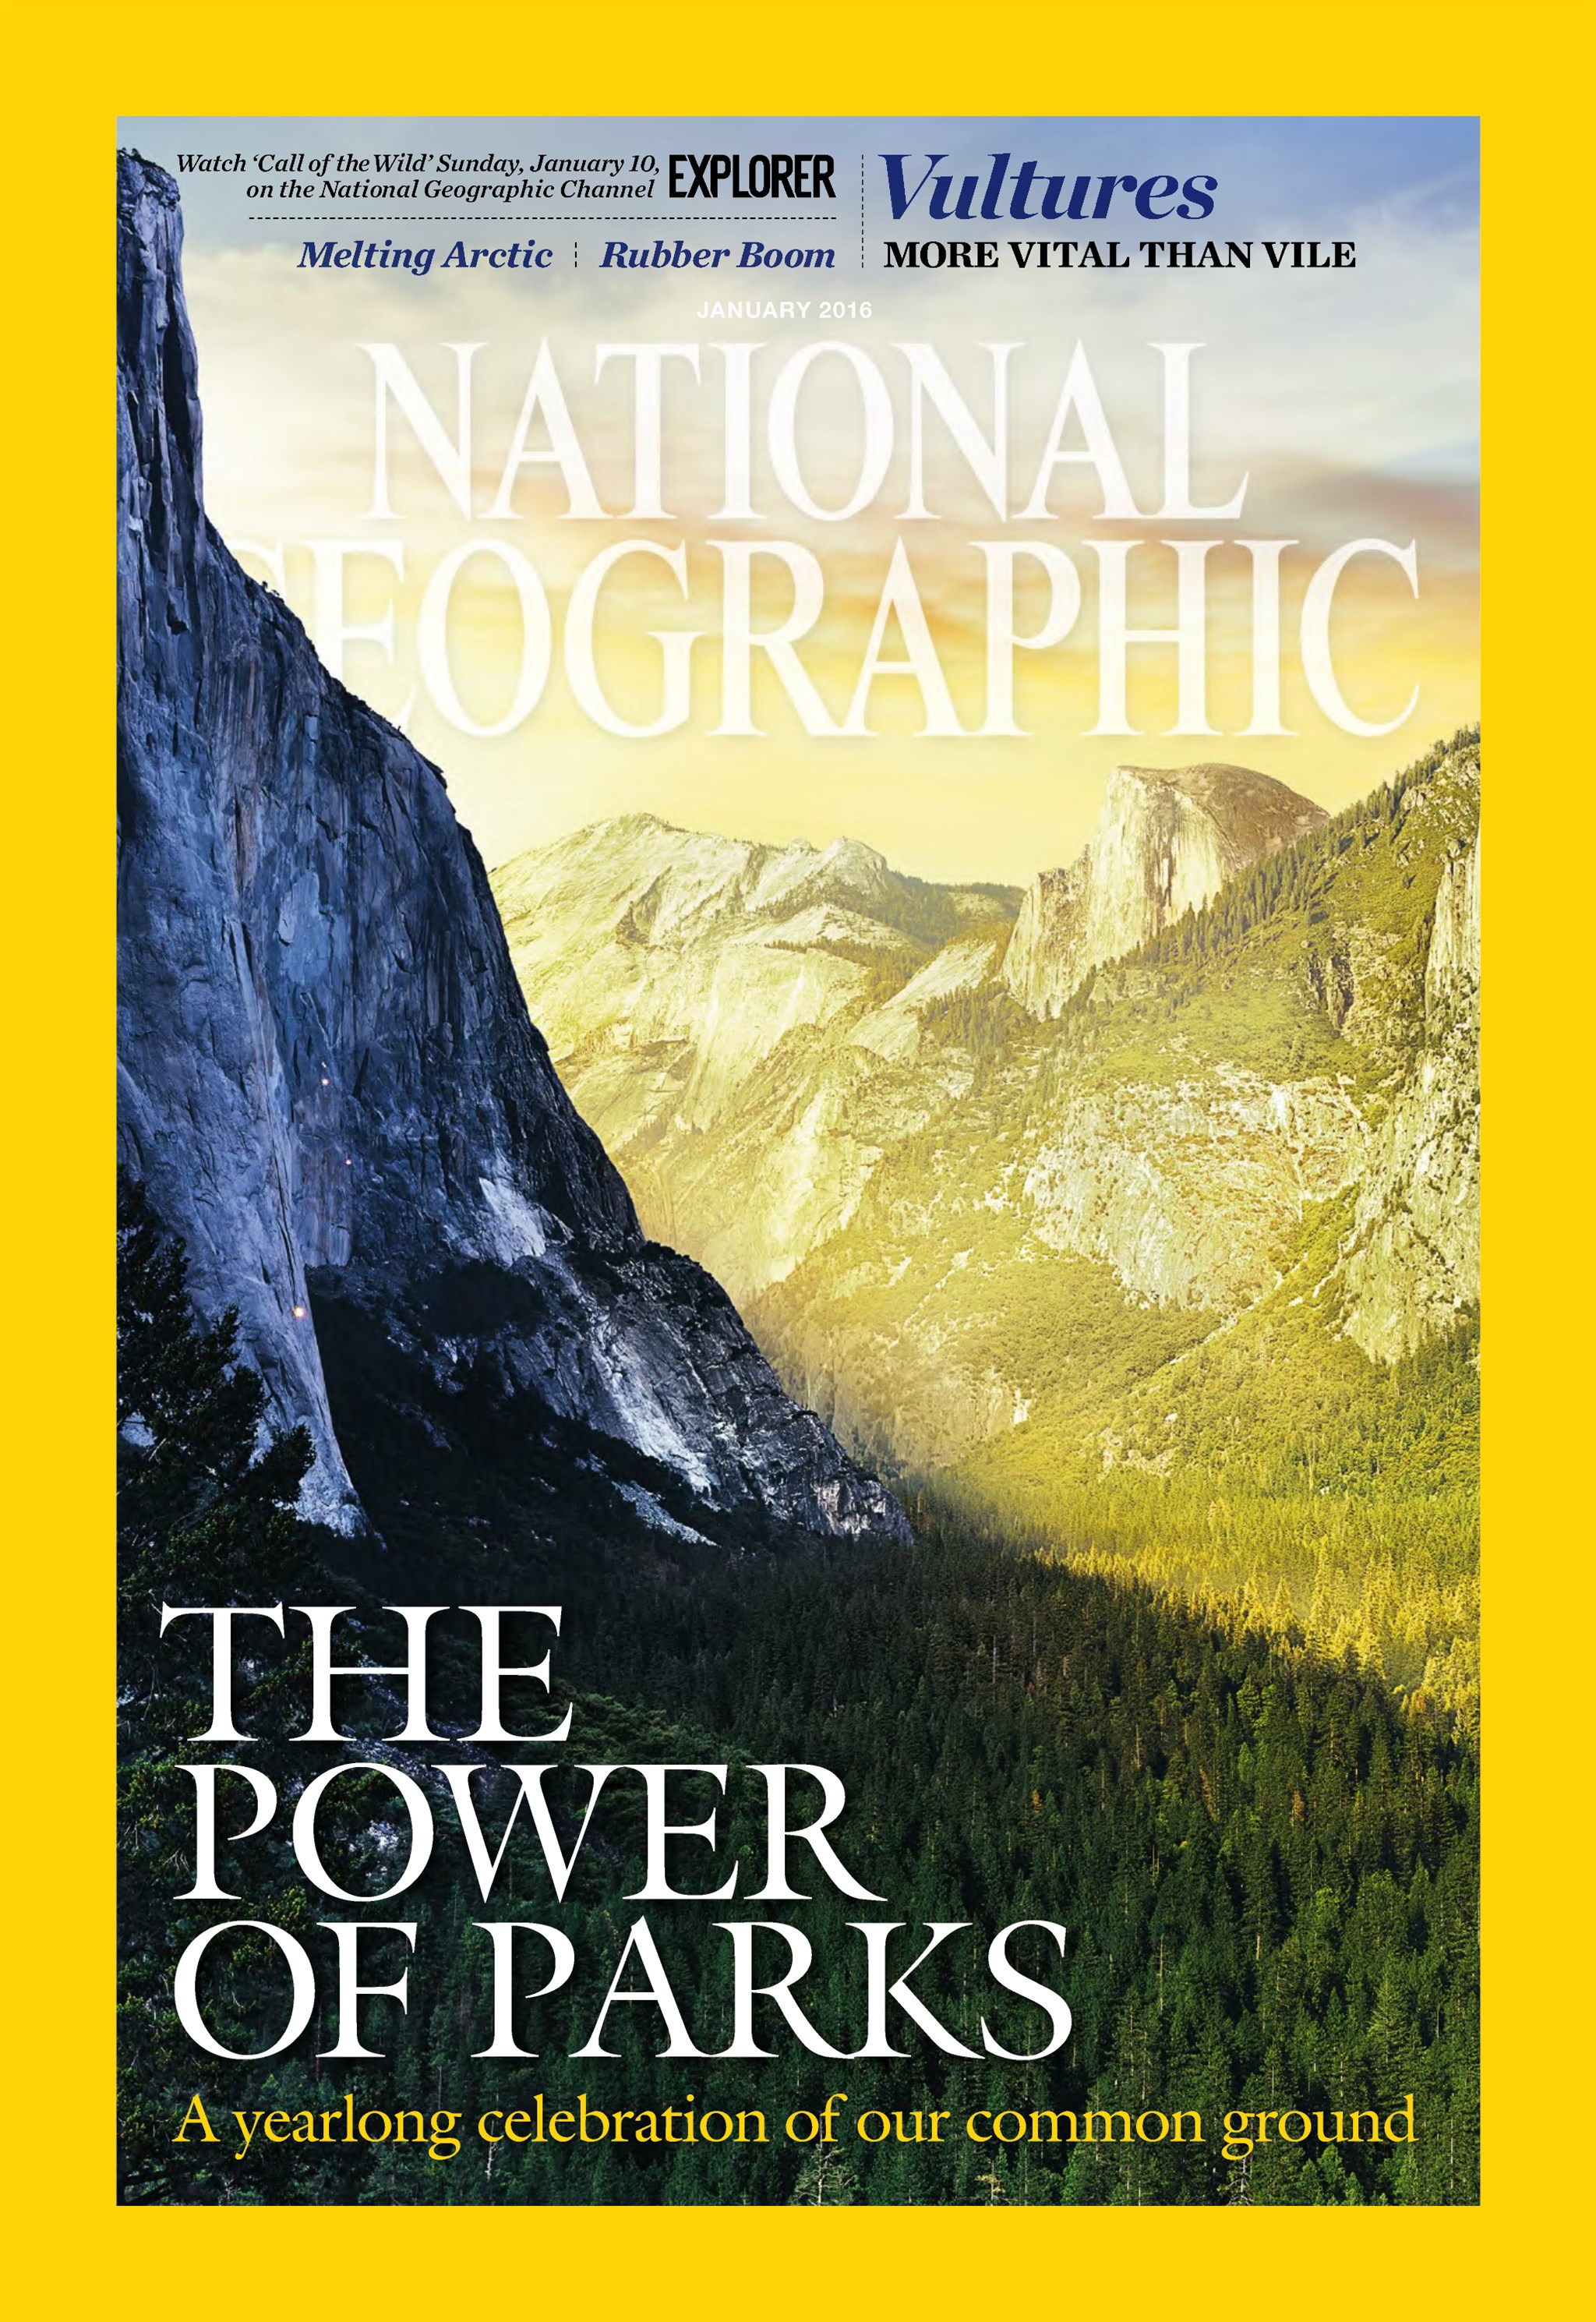 Watch ‘Call of the Wild’ Sunday, January 10,
on the National Geographic Channel
EXPLORER
Melting Arctic
Rubber Boom
Vultures
MORE VITAL THAN VILE
JANUARY 2016
NATIONAL
GEOGRAPHIC
THE
POWER
OF PARKS
A yearlong celebration of our common ground